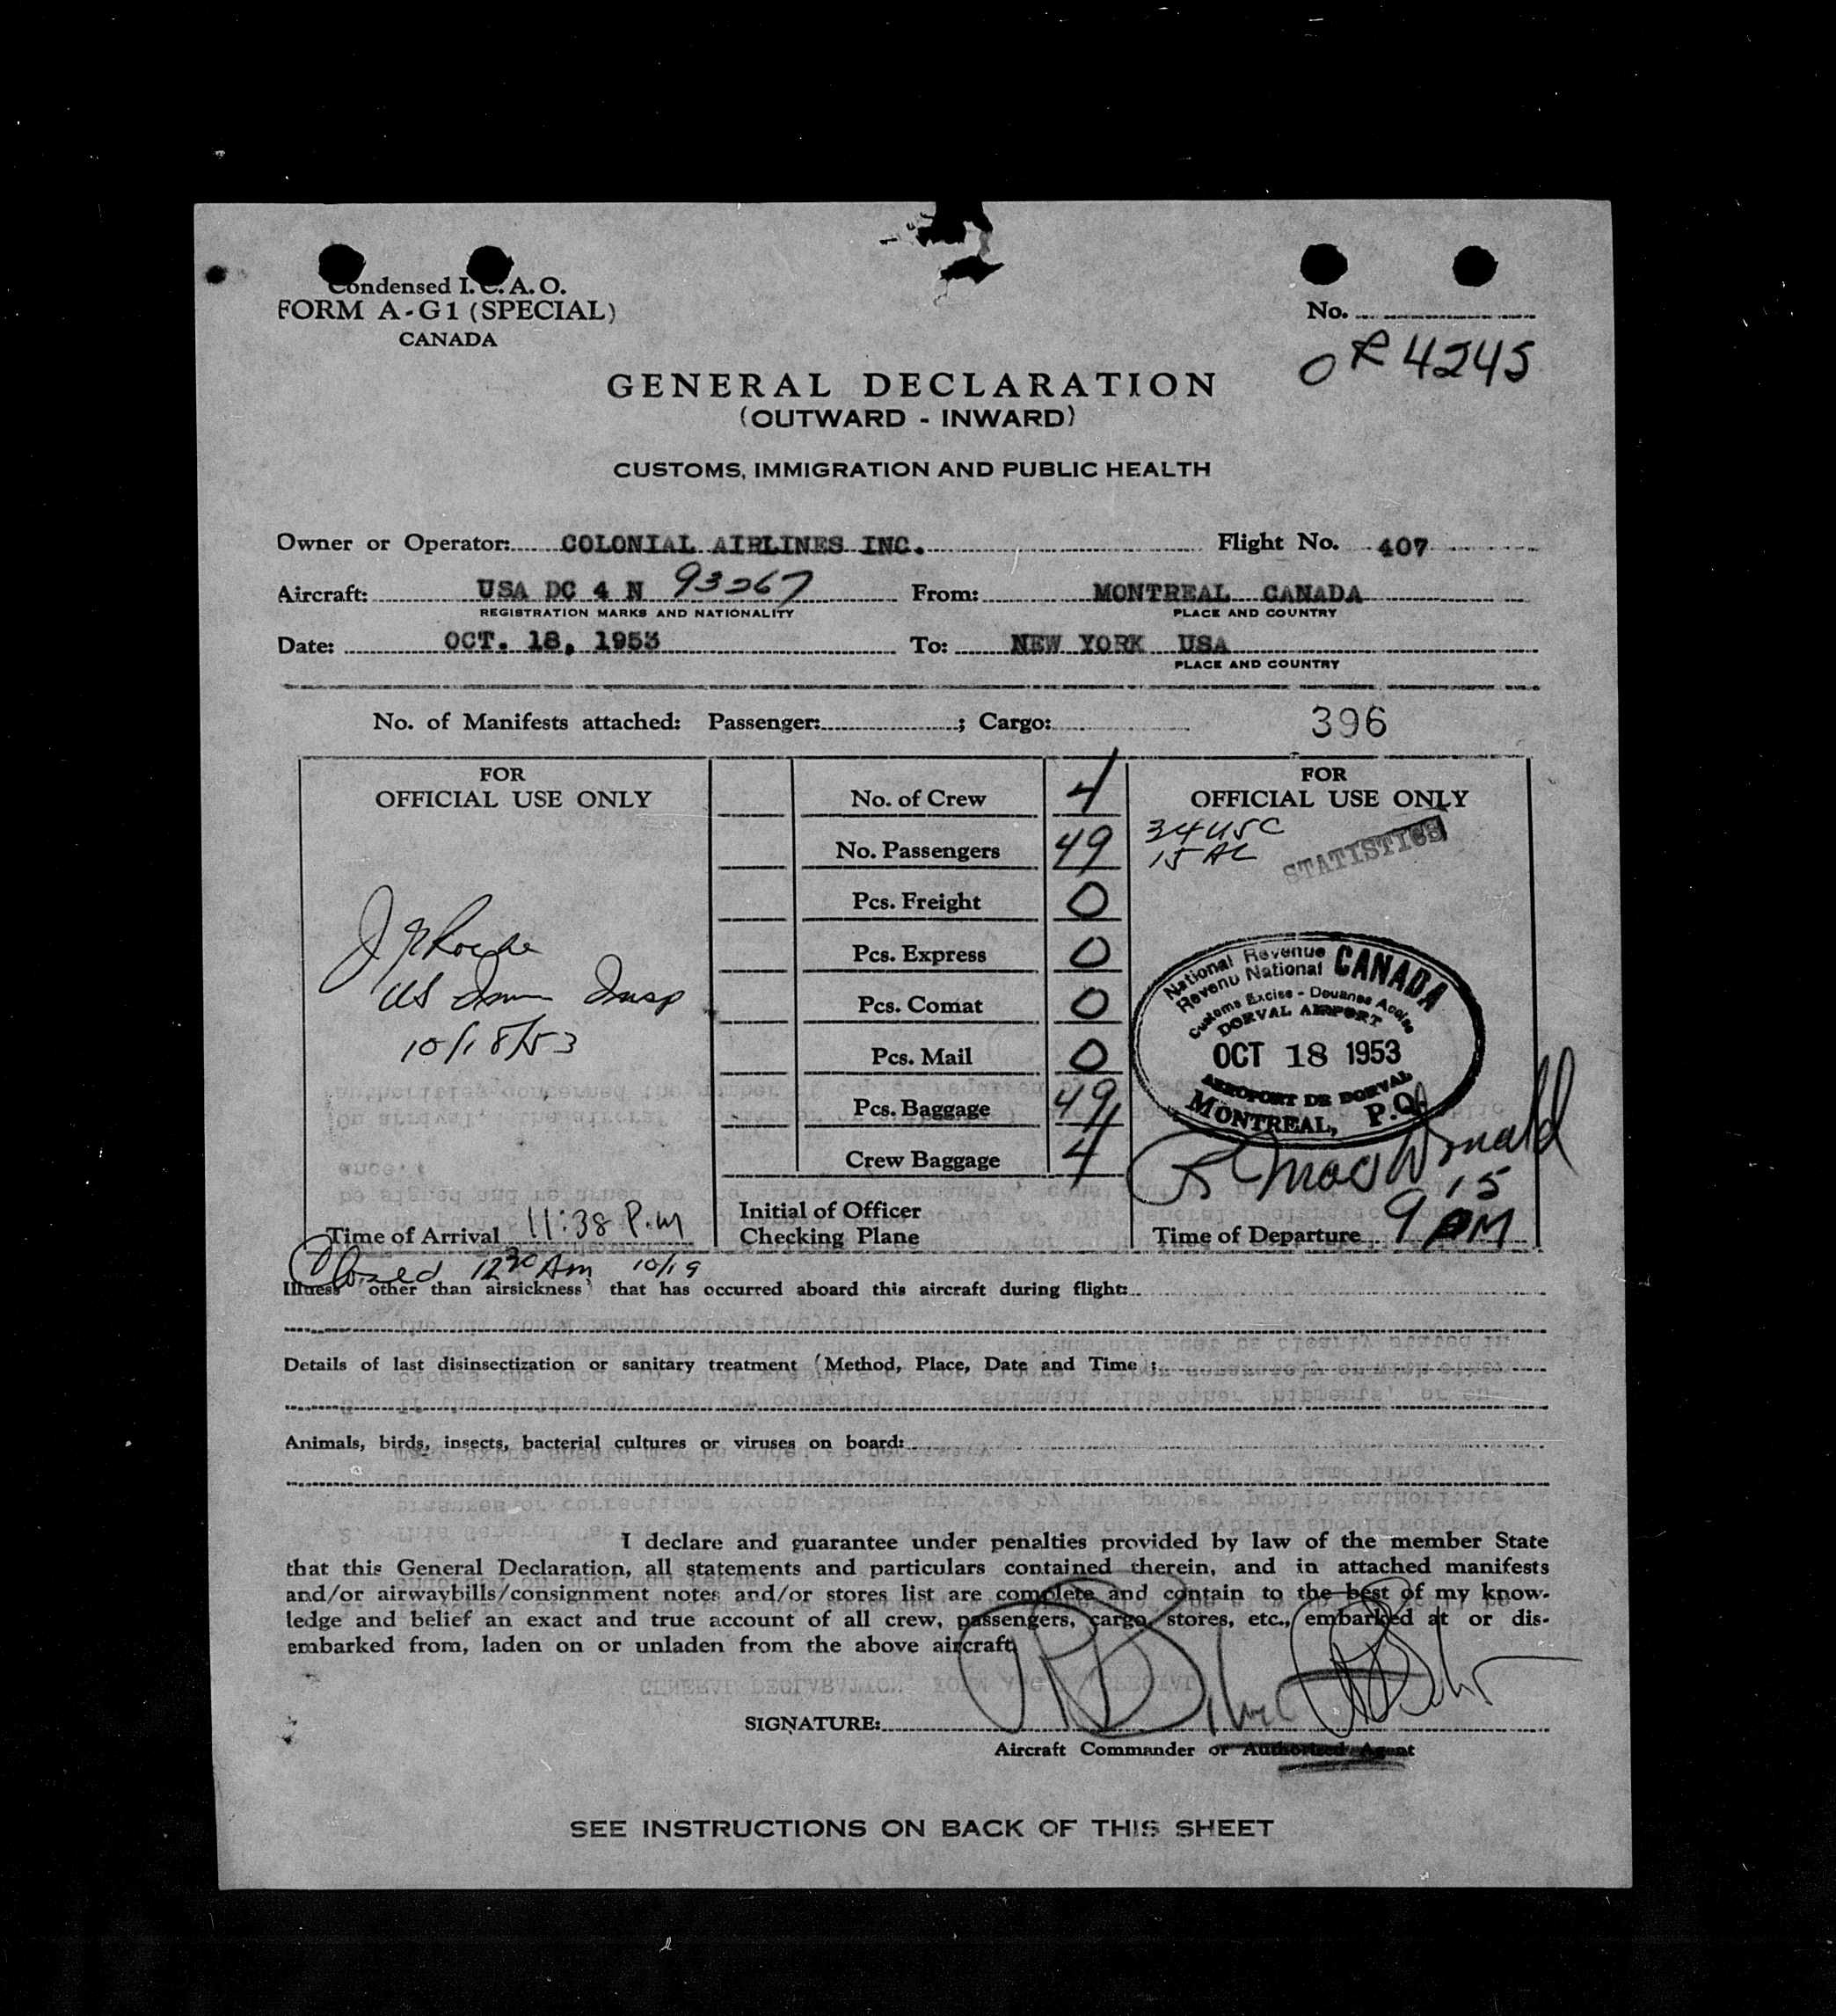 Condensed I. C. A. O.
FORM A-G1 (SPECIAL)
CANADA
No.
OR 4245
GENERAL DECLARATION
(OUTWARD - INWARD)
CUSTOMS, IMMIGRATION AND PUBLIC HEALTH
Owner or Operator: COLONIAL AIRLINES INC. Flight No. 407
Aircraft: USA DC 4 N 93267 From: MONTREAL CANADA
REGISTRATION MARKS AND NATIONALITY PLACE AND COUNTRY
Date: OCT. 18, 1953 To: NEW YORK USA
PLACE AND COUNTRY
No. of Manifests attached: Passenger: ; Cargo: 396
FOR
OFFICIAL USE ONLY
US Imm Insp
10/18/53
Time of Arrival 11:38 P.M
Closed 12 30 Am 10/19
No. of Crew 4
No. Passengers 49
Pcs. Freight 0
Pcs. Express 0
Pcs. Comat 0
Pcs. Mail 0
Pcs. Baggage 49
Crew Baggage 4
Initial of Officer
Checking Plane
FOR
OFFICIAL USE ONLY
34 USC
15 AL
STATISTICS
National Revenue CANADA
Revenu National
Customs Excise - Douanes Accise
DORVAL AIRPORT
OCT 18 1953
AEROPORT DE DORVAL
MONTREAL, P.Q.
MacDonald
Time of Departure 9 15 PM
Illness other than airsickness that has occurred aboard this aircraft during flight:
Details of last disinsectization or sanitary treatment (Method, Place, Date and Time :
Animals, birds, insects, bacterial cultures or viruses on board:
I declare and guarantee under penalties provided by law of the member State
that this General Declaration, all statements and particulars contained therein, and in attached manifests
and/or airwaybills/consignment notes and/or stores list are complete and contain to the best of my know-
ledge and belief an exact and true account of all crew, passengers, cargo, stores, etc., embarked at or dis-
embarked from, laden on or unladen from the above aircraft
SIGNATURE:
Aircraft Commander or Authorized Agent
SEE INSTRUCTIONS ON BACK OF THIS SHEET